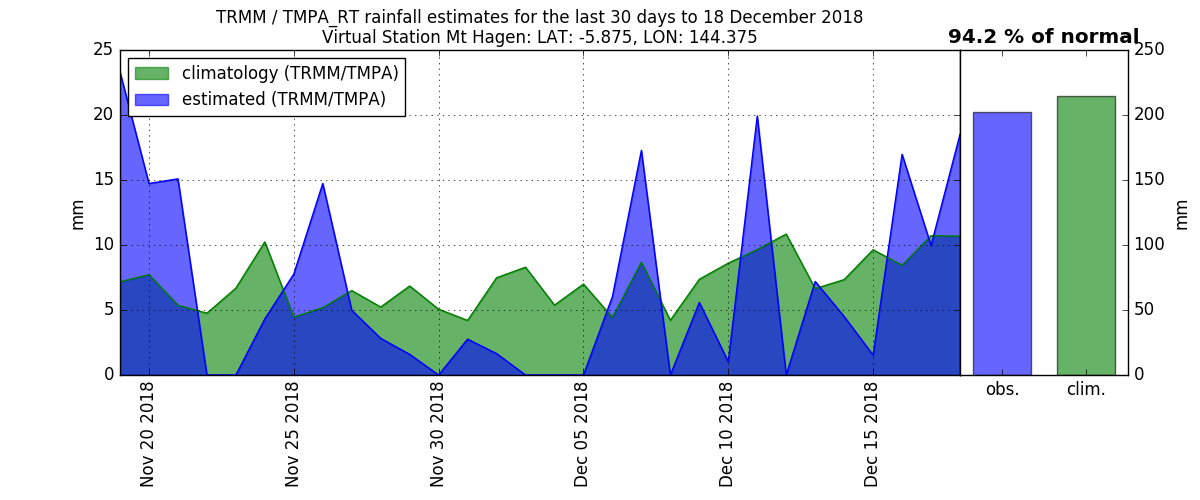 TRMM / TMPA_RT rainfall estimates for the last 30 days to 18 December 2018
Virtual Station Mt Hagen: LAT: -5.875, LON: 144.375
94.2 % of normal
climatology (TRMM/TMPA)
estimated (TRMM/TMPA)
25
20
15
10
5
0
mm
Nov 20 2018
Nov 25 2018
Nov 30 2018
Dec 05 2018
Dec 10 2018
Dec 15 2018
obs.
clim.
250
200
150
100
50
0
mm